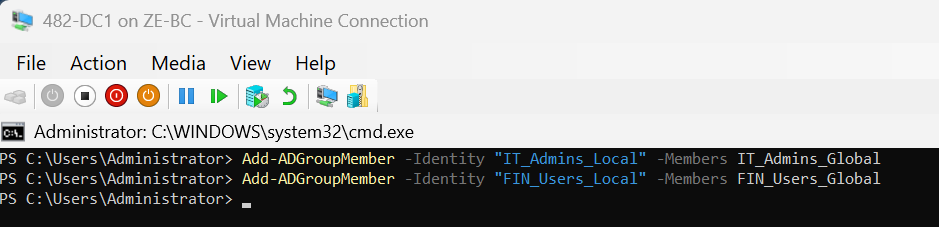 482-DC1 on ZE-BC - Virtual Machine Connection
File Action Media View Help
Administrator: C:\WINDOWS\system32\cmd.exe
PS C:\Users\Administrator> Add-ADGroupMember -Identity "IT_Admins_Local" -Members IT_Admins_Global
PS C:\Users\Administrator> Add-ADGroupMember -Identity "FIN_Users_Local" -Members FIN_Users_Global
PS C:\Users\Administrator>